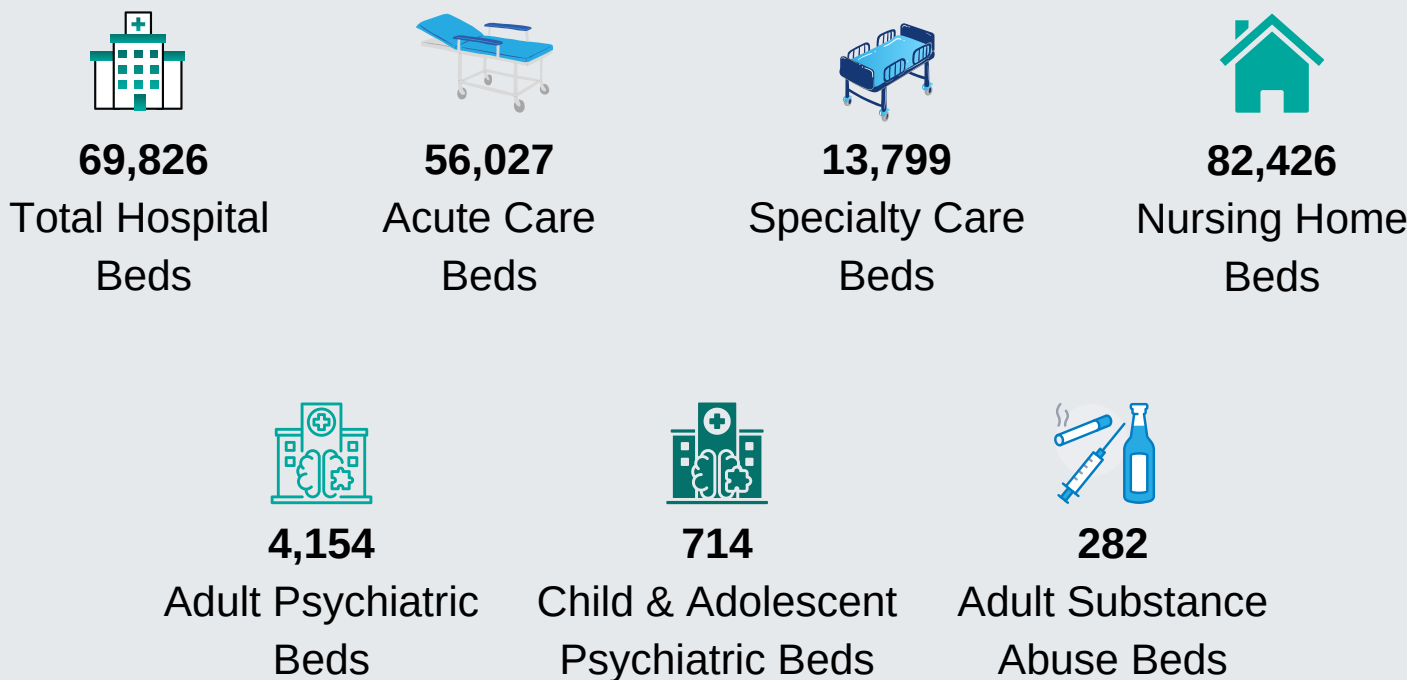 69,826
Total Hospital
Beds
56,027
Acute Care
Beds
13,799
Specialty Care
Beds
82,426
Nursing Home
Beds
4,154
Adult Psychiatric
Beds
714
Child & Adolescent
Psychiatric Beds
282
Adult Substance
Abuse Beds